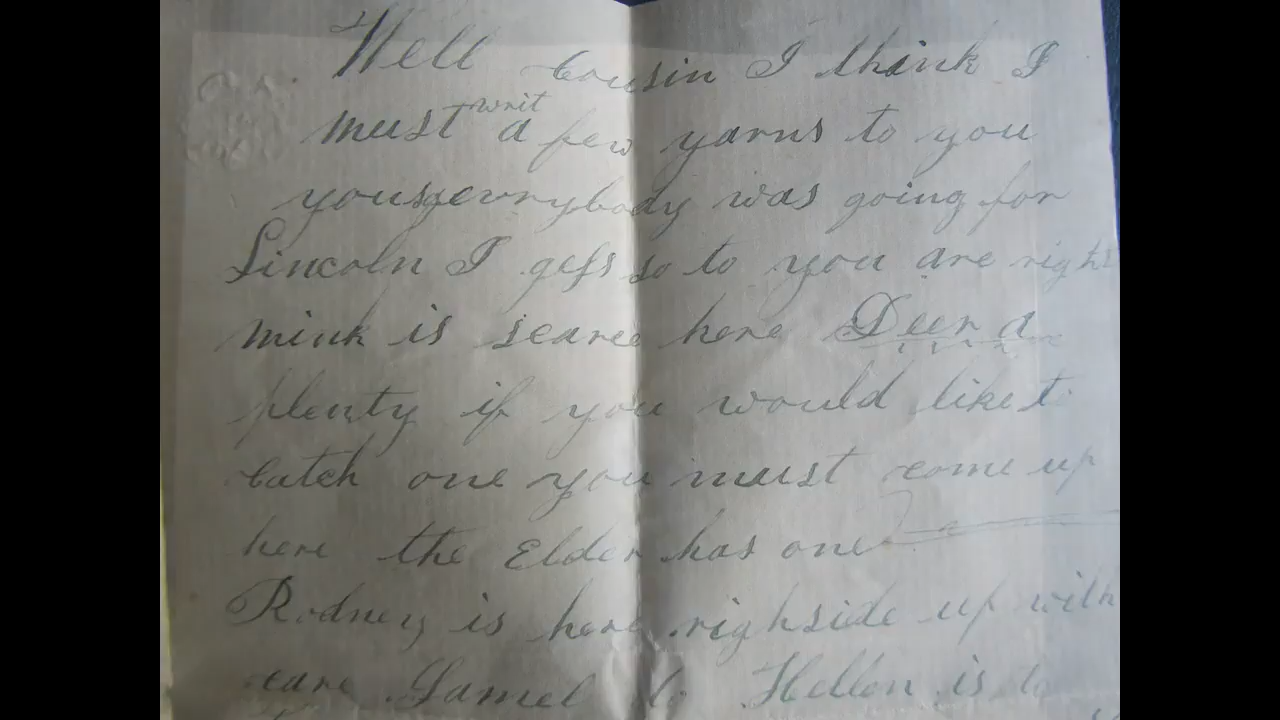 Well Cousin I think I
must writ a few yarns to you
you say evrybody was going for
Lincoln I gess so to you are right
mink is scarce here Deer a
plenty if you would like to
catch one you must come up
here the Elder has one
Rodney is here righside up with
care Hellen is